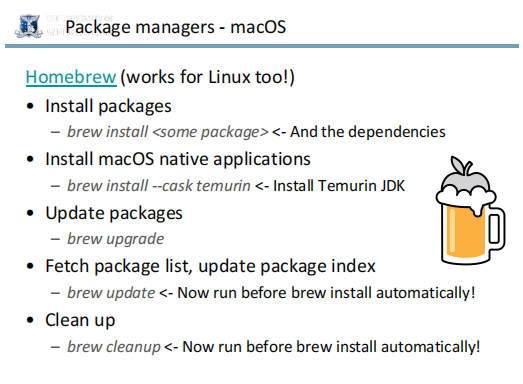 Package managers - macOS
Homebrew (works for Linux too!)
• Install packages
– brew install <some package> <- And the dependencies
• Install macOS native applications
– brew install --cask temurin <- Install Temurin JDK
• Update packages
– brew upgrade
• Fetch package list, update package index
– brew update <- Now run before brew install automatically!
• Clean up
– brew cleanup <- Now run before brew install automatically!